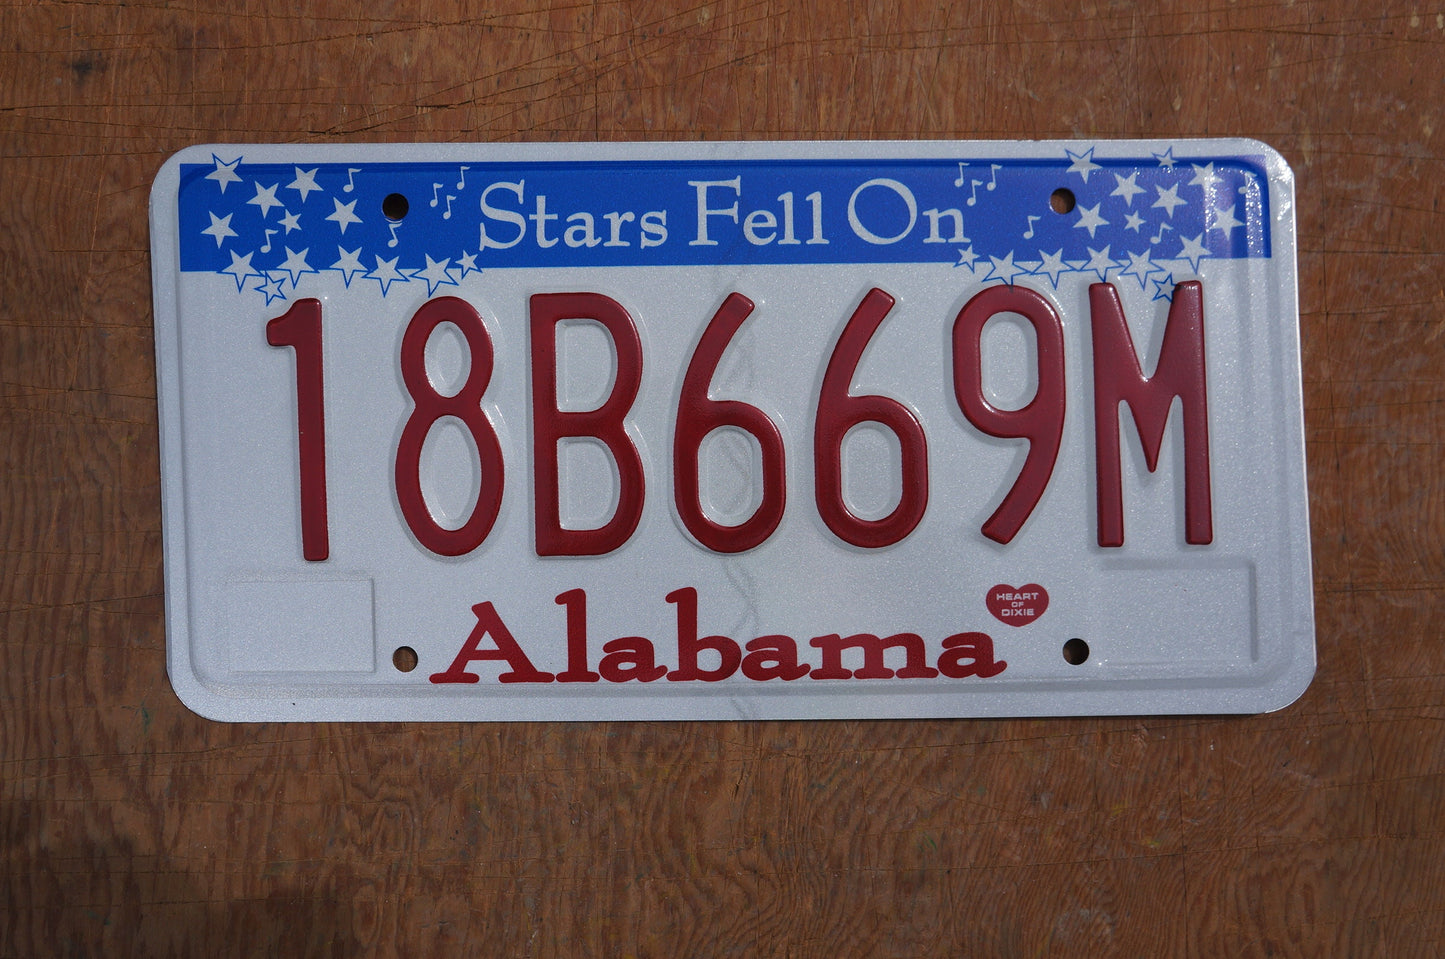 Stars Fell On
18B669M
HEART
OF
DIXIE
Alabama